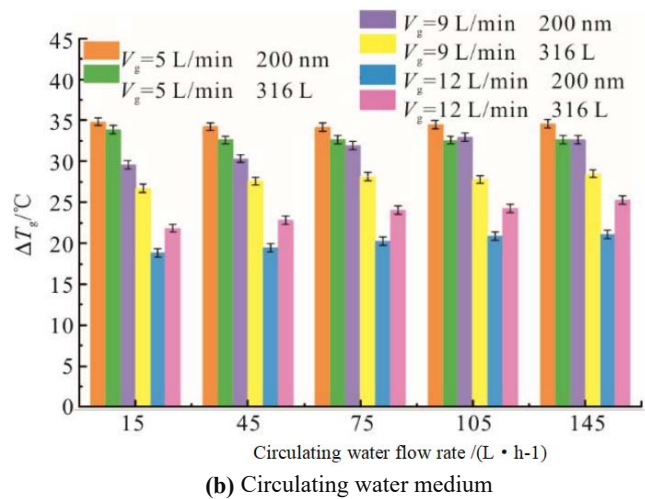 45
40
35
30
25
20
15
10
5
0
ΔTg/℃
Vg=5 L/min 200 nm
Vg=5 L/min 316 L
Vg=9 L/min 200 nm
Vg=9 L/min 316 L
Vg=12 L/min 200 nm
Vg=12 L/min 316 L
15 45 75 105 145
Circulating water flow rate /(L・h-1)
(b) Circulating water medium